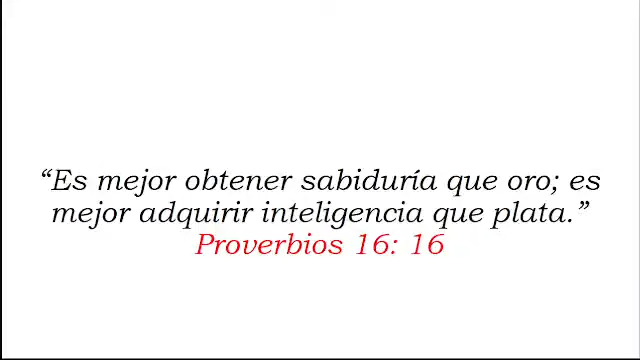 “Es mejor obtener sabiduría que oro; es
mejor adquirir inteligencia que plata.”
Proverbios 16: 16